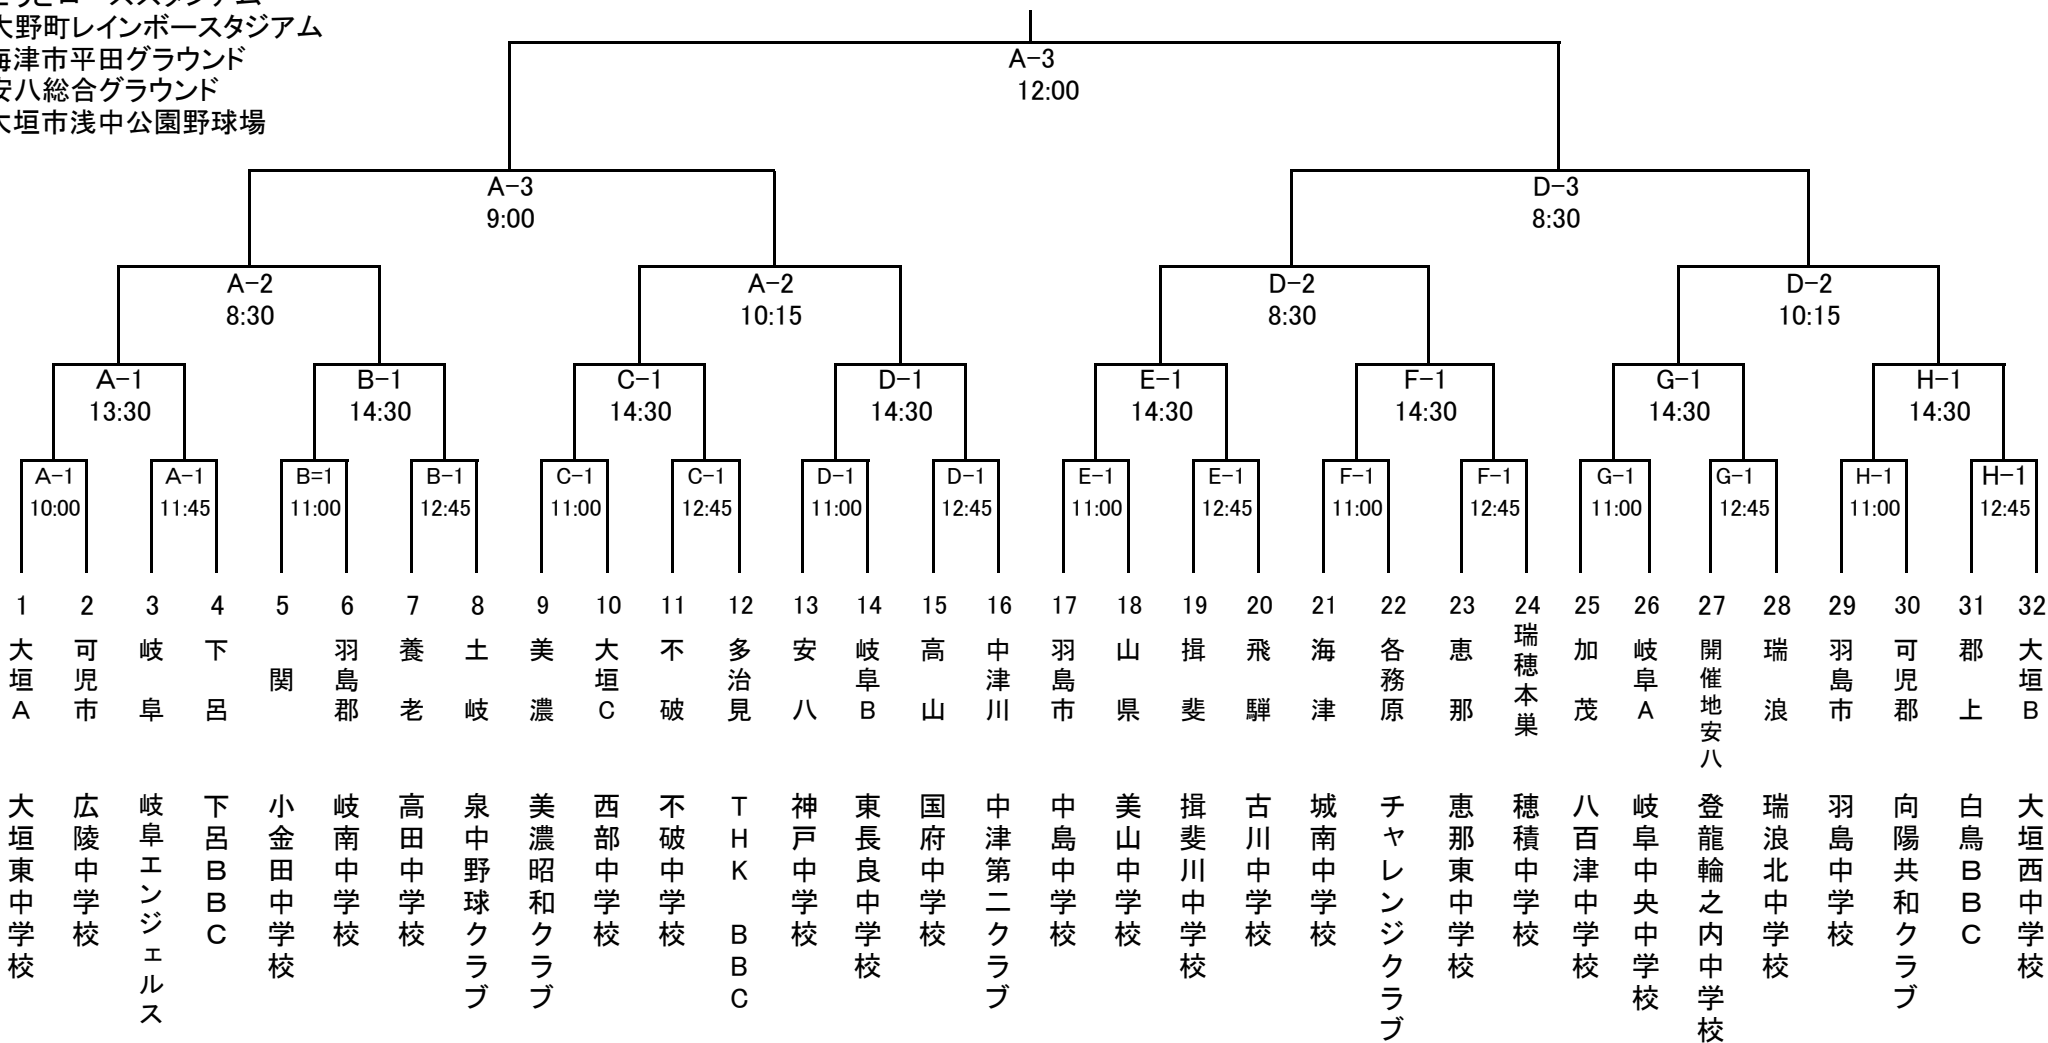 大野町レインボースタジアム
海津市平田グラウンド
安八総合グラウンド
大垣市浅中公園野球場
A-3
12:00
A-3
9:00
D-3
8:30
A-2
8:30
A-2
10:15
D-2
8:30
D-2
10:15
A-1
13:30
B-1
14:30
C-1
14:30
D-1
14:30
E-1
14:30
F-1
14:30
G-1
14:30
H-1
14:30
A-1
10:00
A-1
11:45
B=1
11:00
B-1
12:45
C-1
11:00
C-1
12:45
D-1
11:00
D-1
12:45
E-1
11:00
E-1
12:45
F-1
11:00
F-1
12:45
G-1
11:00
G-1
12:45
H-1
11:00
H-1
12:45
1
大垣A
大垣東中学校
2
可児市
広陵中学校
3
岐阜
岐阜エンジェルス
4
下呂
下呂BBC
5
関
小金田中学校
6
羽島郡
岐南中学校
7
養老
高田中学校
8
土岐
泉中野球クラブ
9
美濃
美濃昭和クラブ
10
大垣C
西部中学校
11
不破
不破中学校
12
多治見
THK BBC
13
安八
神戸中学校
14
岐阜B
東長良中学校
15
高山
国府中学校
16
中津川
中津第二クラブ
17
羽島市
中島中学校
18
山県
美山中学校
19
揖斐
揖斐川中学校
20
飛騨
古川中学校
21
海津
城南中学校
22
各務原
チャレンジクラブ
23
恵那
恵那東中学校
24
瑞穂本巣
穂積中学校
25
加茂
八百津中学校
26
岐阜A
岐阜中央中学校
27
開催地安八
登龍輪之内中学校
28
瑞浪
瑞浪北中学校
29
羽島市
羽島中学校
30
可児郡
向陽共和クラブ
31
郡上
白鳥BBC
32
大垣B
大垣西中学校